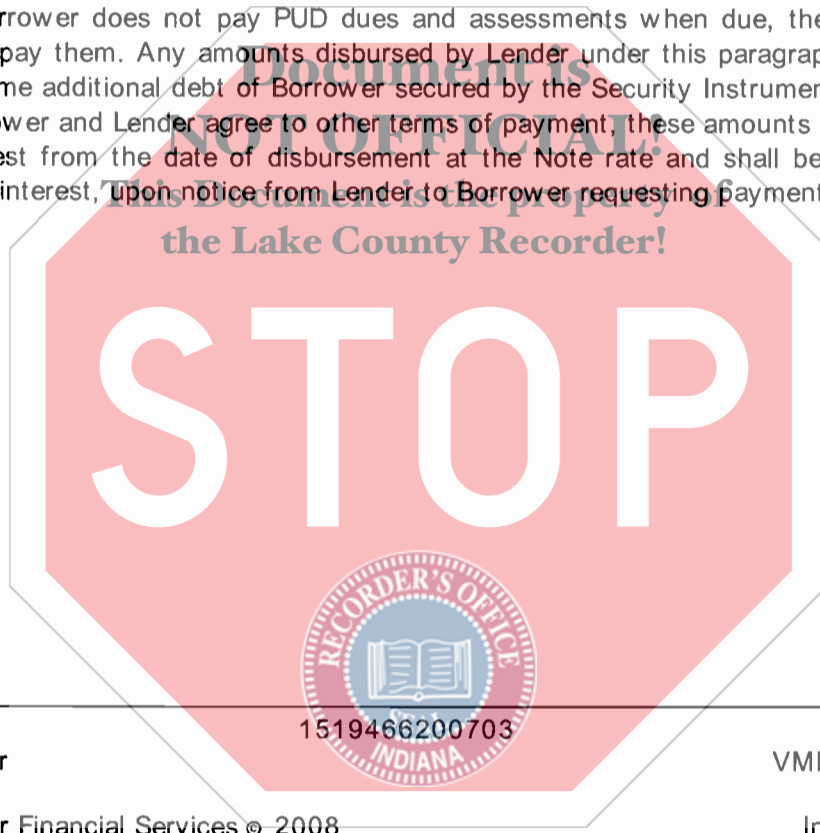 rrower does not pay PUD dues and assessments when due, the
pay them. Any amounts disbursed by Lender under this paragrap
Document is
me additional debt of Borrower secured by the Security Instrumen
wer and Lender agree to other terms of payment, these amounts
NOT OFFICIAL!
est from the date of disbursement at the Note rate and shall be
interest, upon notice from Lender to Borrower requesting payment
This Document is the property of
the Lake County Recorder!
STOP
RECORDER'S OFFICE
SEAL
1519466200703
INDIANA
r
VM
r Financial Services © 2008
In